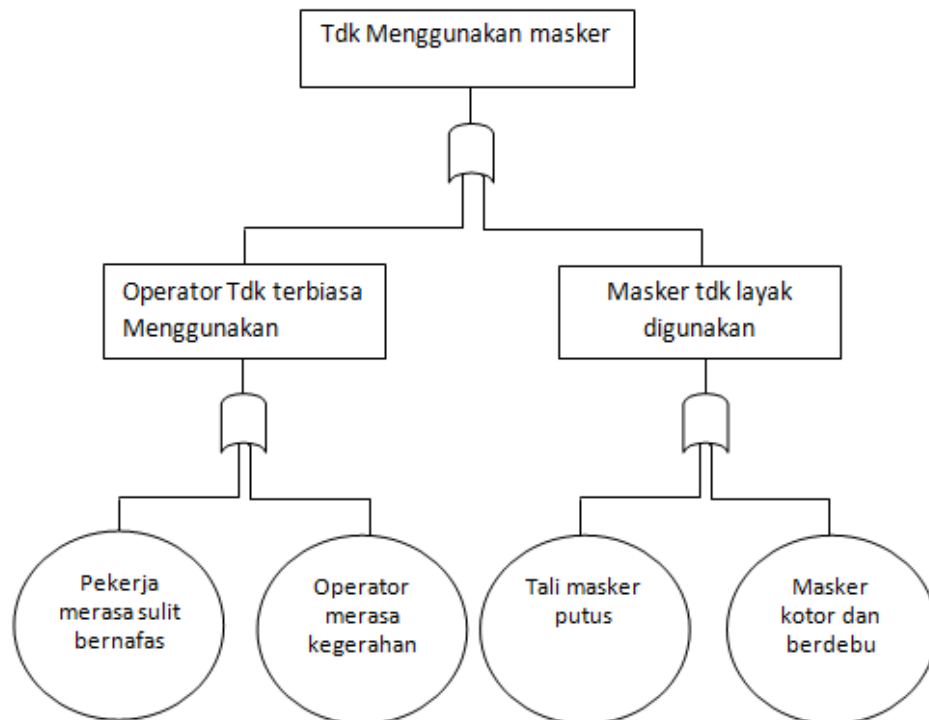 Tdk Menggunakan masker
Operator Tdk terbiasa
Menggunakan
Masker tdk layak
digunakan
Pekerja
merasa sulit
bernafas
Operator
merasa
kegerahan
Tali masker
putus
Masker
kotor dan
berdebu